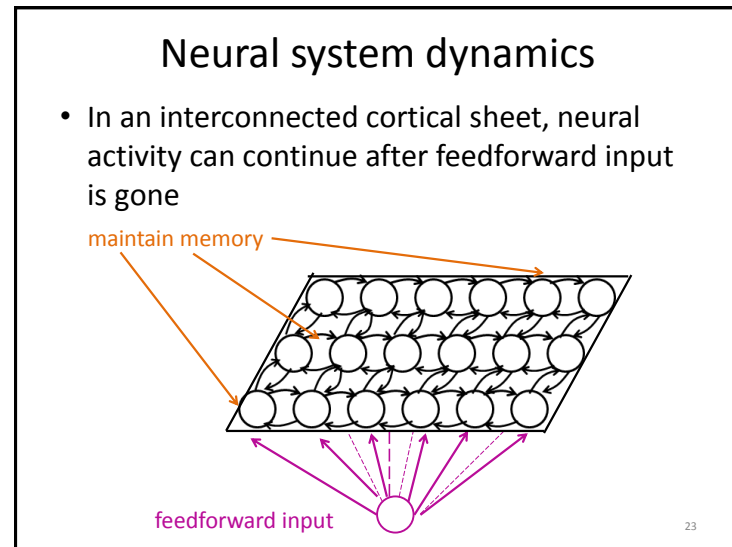 Neural system dynamics
• In an interconnected cortical sheet, neural
activity can continue after feedforward input
is gone
maintain memory
feedforward input
23